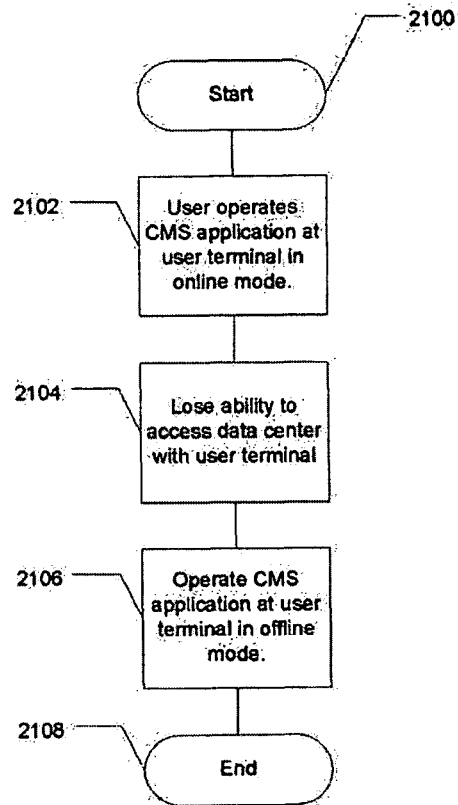 2100
Start
2102
User operates
CMS application at
user terminal in
online mode.
2104
Lose ability to
access data center
with user terminal
2106
Operate CMS
application at user
terminal in offline
mode.
2108
End